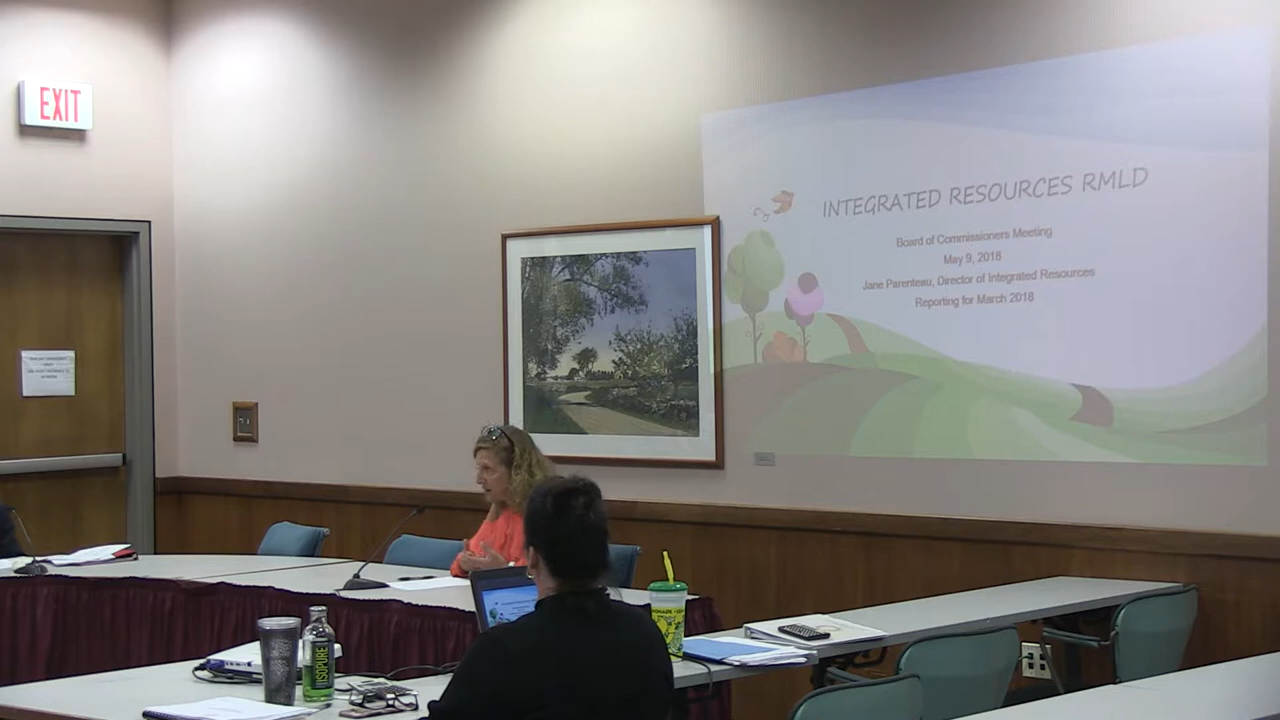 EXIT
INTEGRATED RESOURCES RMLD
Board of Commissioners Meeting
May 9, 2018
Jane Parenteau, Director of Integrated Resources
Reporting for March 2018
ISOPURE